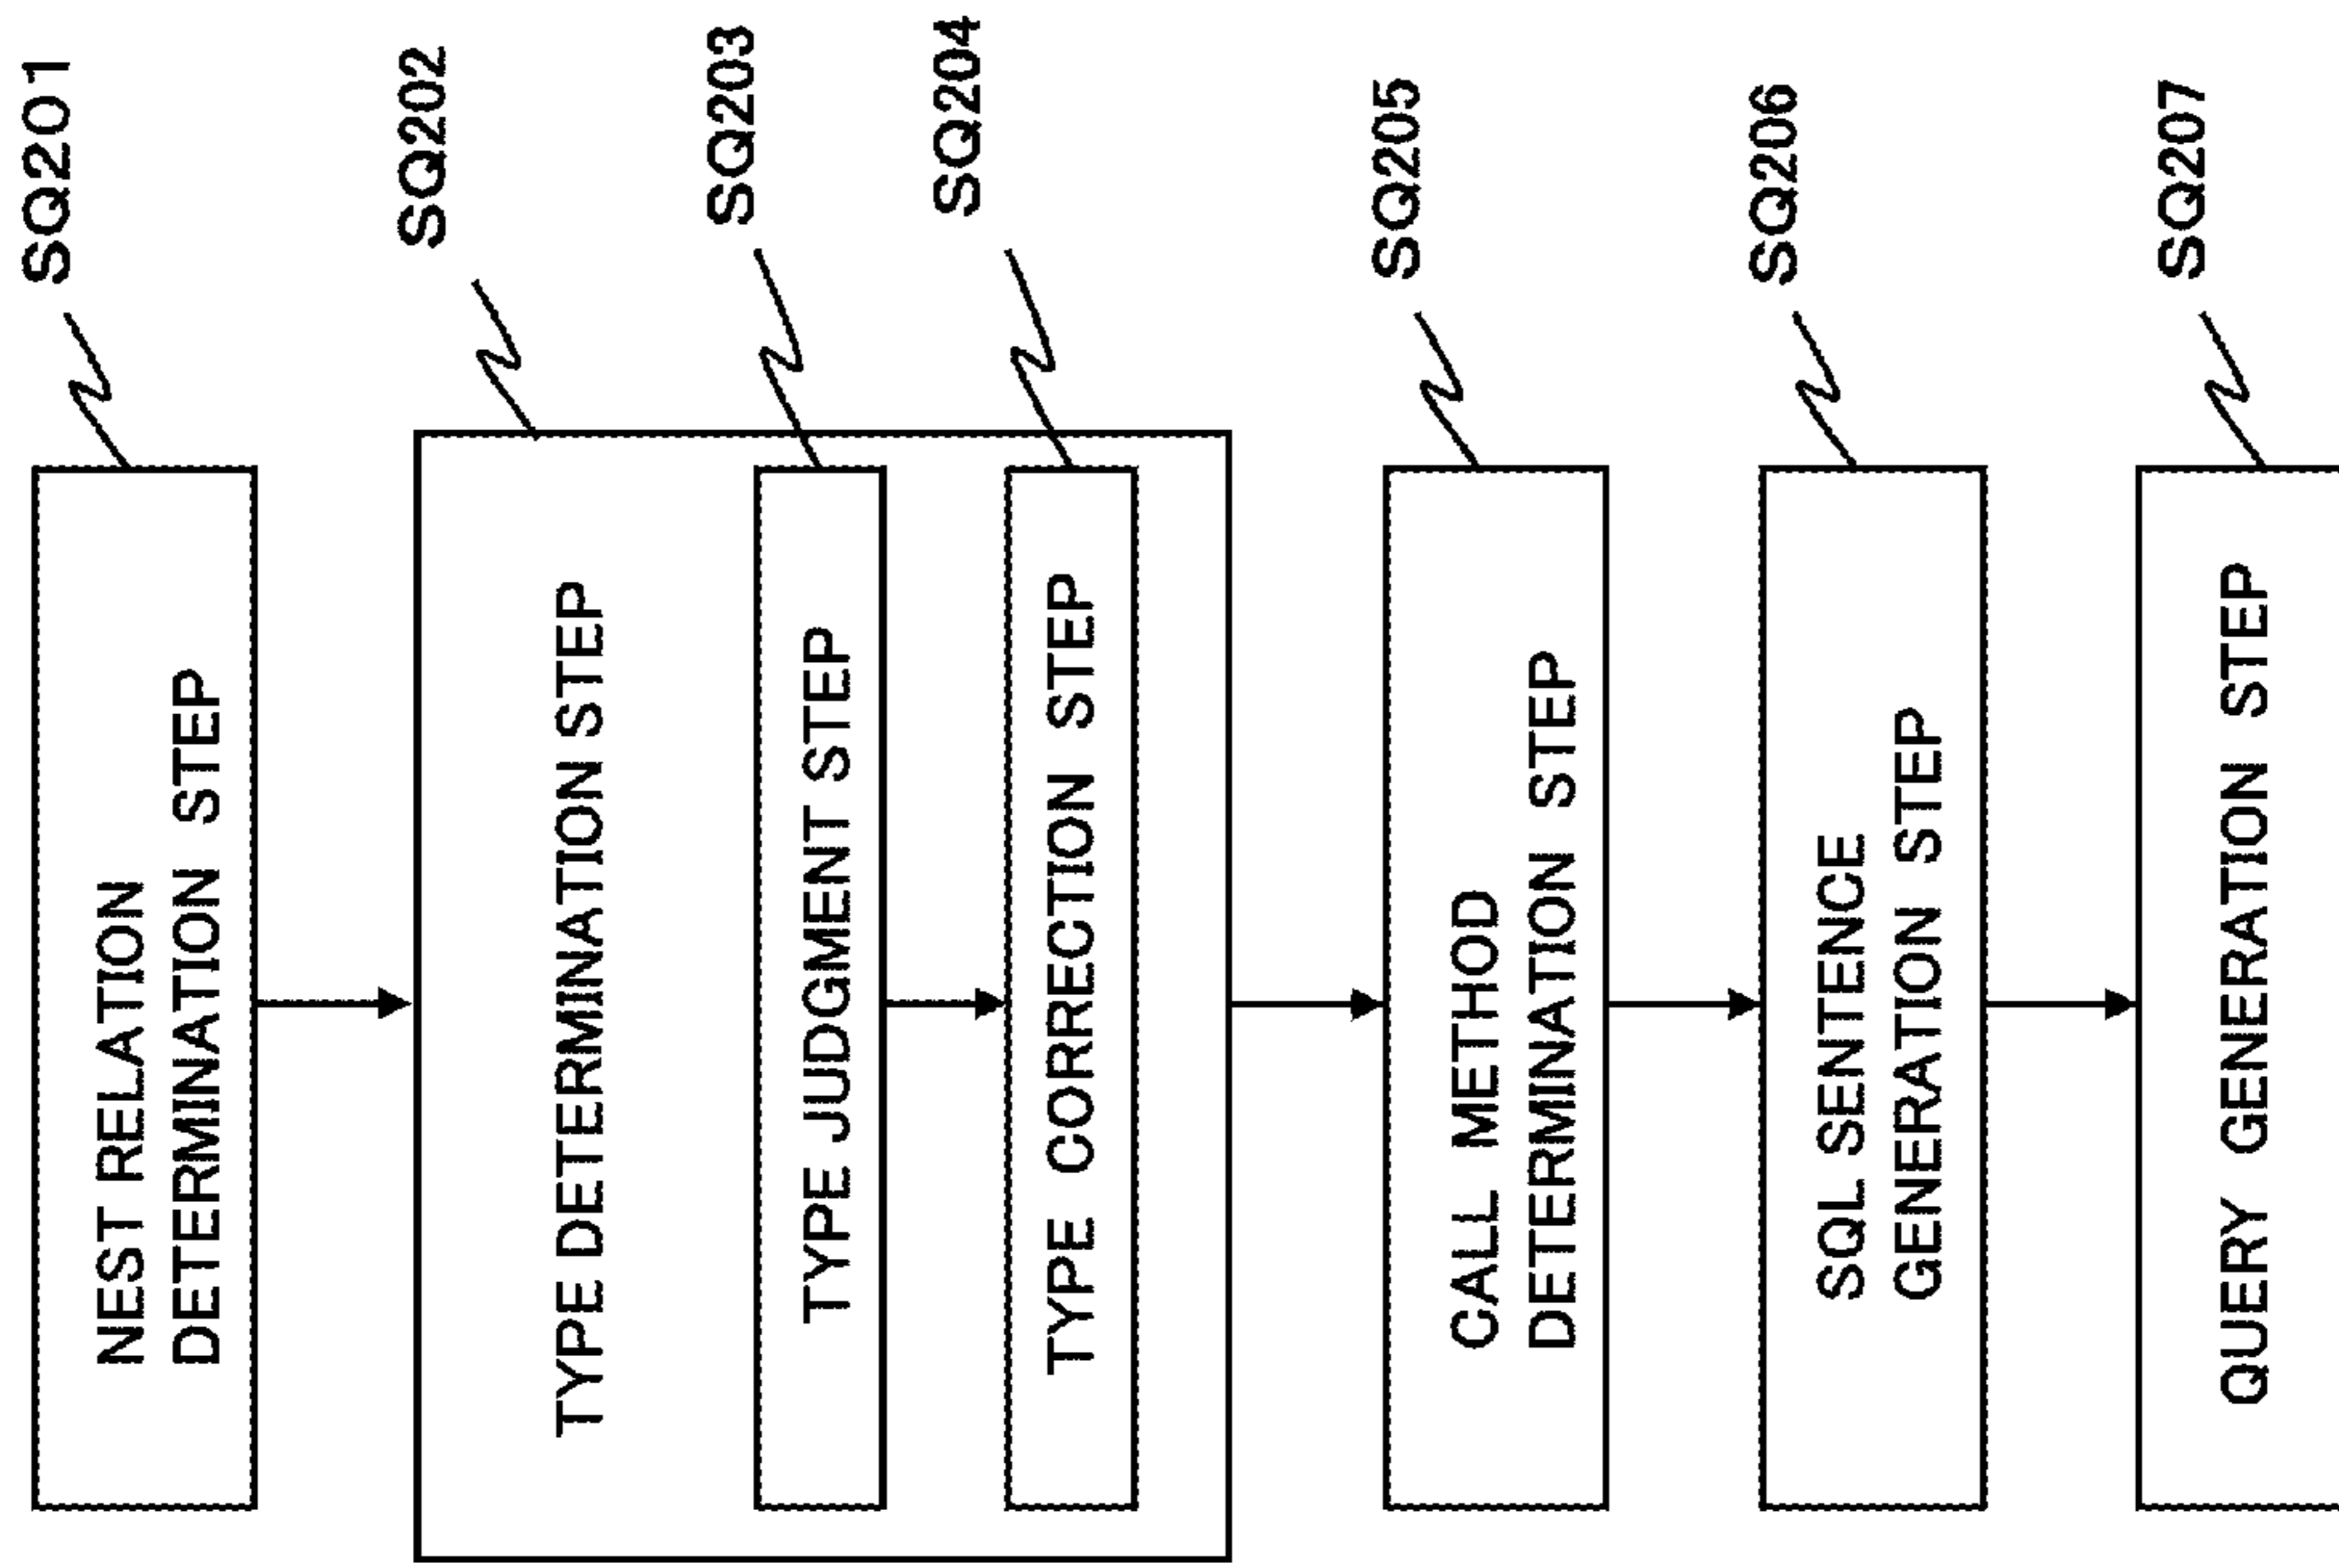 SQ201
NEST RELATION
DETERMINATION STEP
SQ202
TYPE DETERMINATION STEP
SQ203
TYPE JUDGMENT STEP
SQ204
TYPE CORRECTION STEP
SQ205
CALL METHOD
DETERMINATION STEP
SQ206
SQL SENTENCE
GENERATION STEP
SQ207
QUERY GENERATION STEP